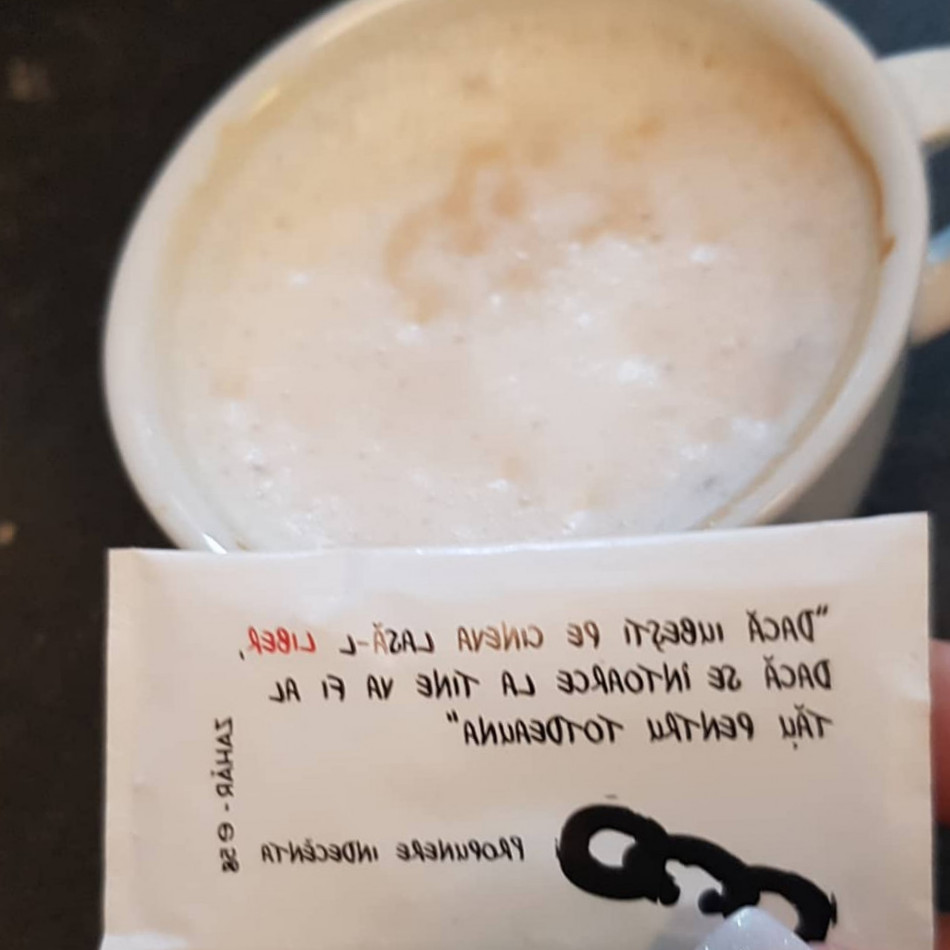 "DACĂ IUBEȘTI PE CINEVA LASĂ-L LIBER,
DACĂ SE ÎNTOARCE LA TINE VA FI AL
TĂU PENTRU TOTDEAUNA"
PROPUNERE INDECENTA
ZAHĂR - ℮ 5g